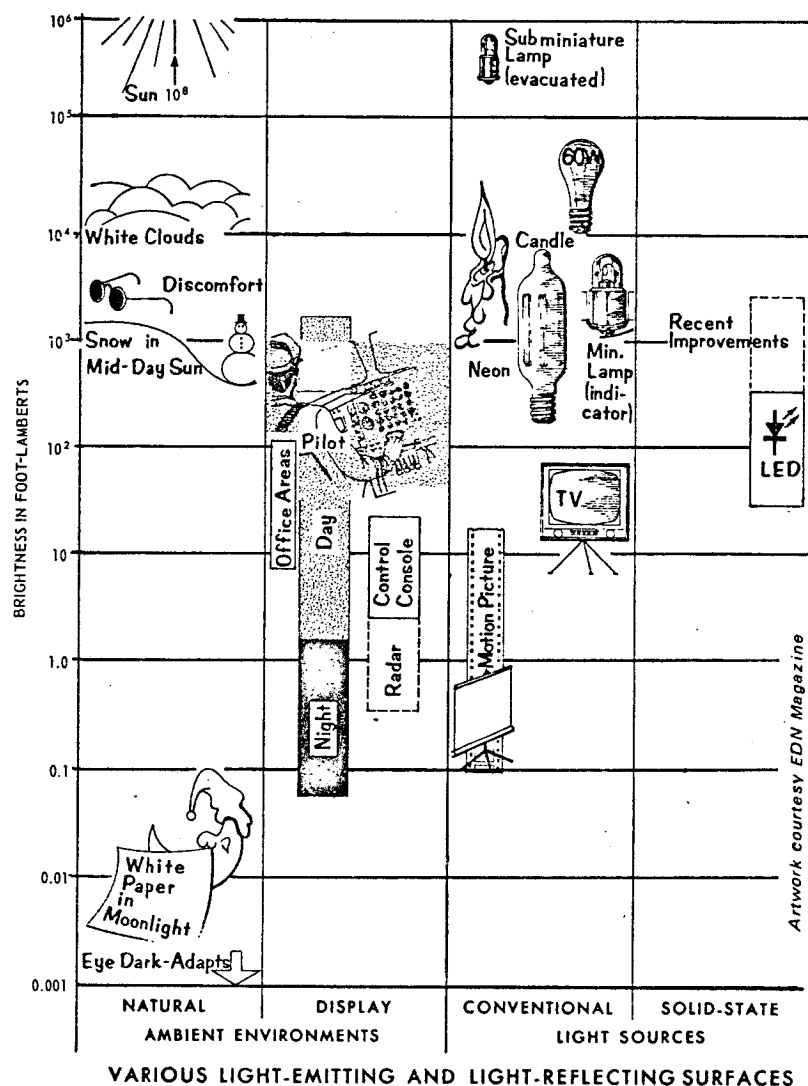 10⁶
10⁵
10⁴
10³
10²
10
1.0
0.1
0.01
0.001
BRIGHTNESS IN FOOT-LAMBERTS
Sun 10⁸
White Clouds
Discomfort
Snow in
Mid-Day Sun
White
Paper
in
Moonlight
Eye Dark-Adapts
Pilot
Office Areas
Day
Night
Control
Console
Radar
Subminiature
Lamp
(evacuated)
60W
Candle
Neon
Min.
Lamp
(indi-
cator)
TV
Motion Picture
Recent
Improvements
LED
Artwork courtesy EDN Magazine
NATURAL
DISPLAY
CONVENTIONAL
SOLID-STATE
AMBIENT ENVIRONMENTS
LIGHT SOURCES
VARIOUS LIGHT-EMITTING AND LIGHT-REFLECTING SURFACES